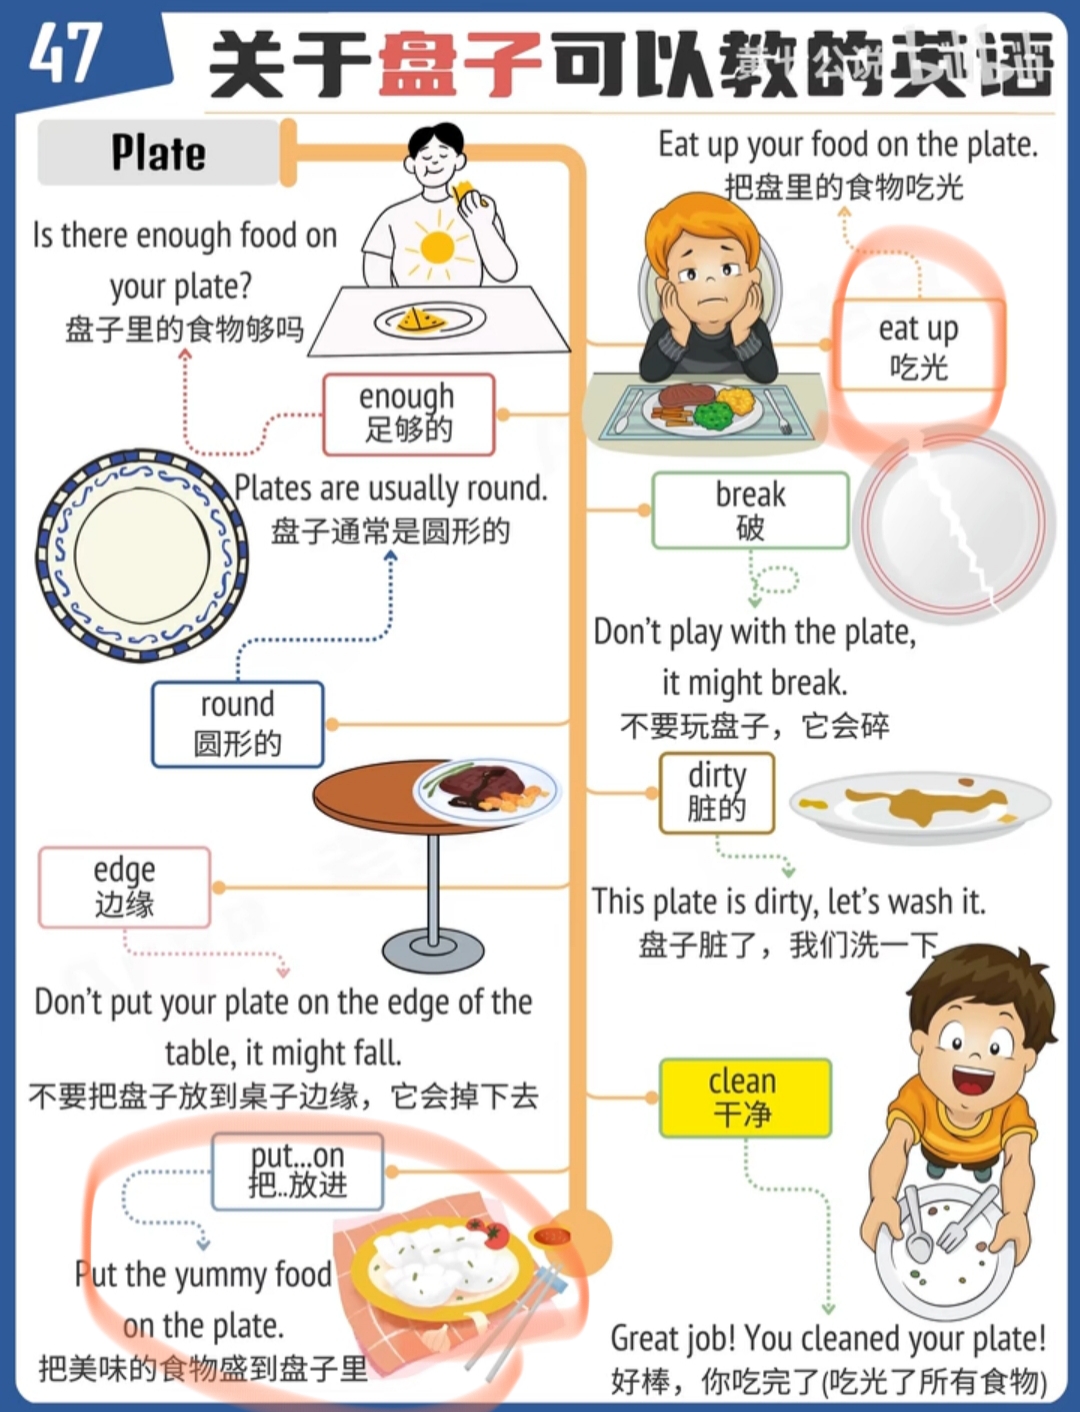 47
关于盘子可以教的英语
黄牛公说 bilibili
Plate
Is there enough food on
your plate?
盘子里的食物够吗
enough
足够的
Plates are usually round.
盘子通常是圆形的
round
圆形的
edge
边缘
Don't put your plate on the edge of the
table, it might fall.
不要把盘子放到桌子边缘，它会掉下去
put...on
把..放进
Put the yummy food
on the plate.
把美味的食物盛到盘子里
Eat up your food on the plate.
把盘里的食物吃光
eat up
吃光
break
破
Don't play with the plate,
it might break.
不要玩盘子，它会碎
dirty
脏的
This plate is dirty, let's wash it.
盘子脏了，我们洗一下
clean
干净
Great job! You cleaned your plate!
好棒，你吃完了(吃光了所有食物)